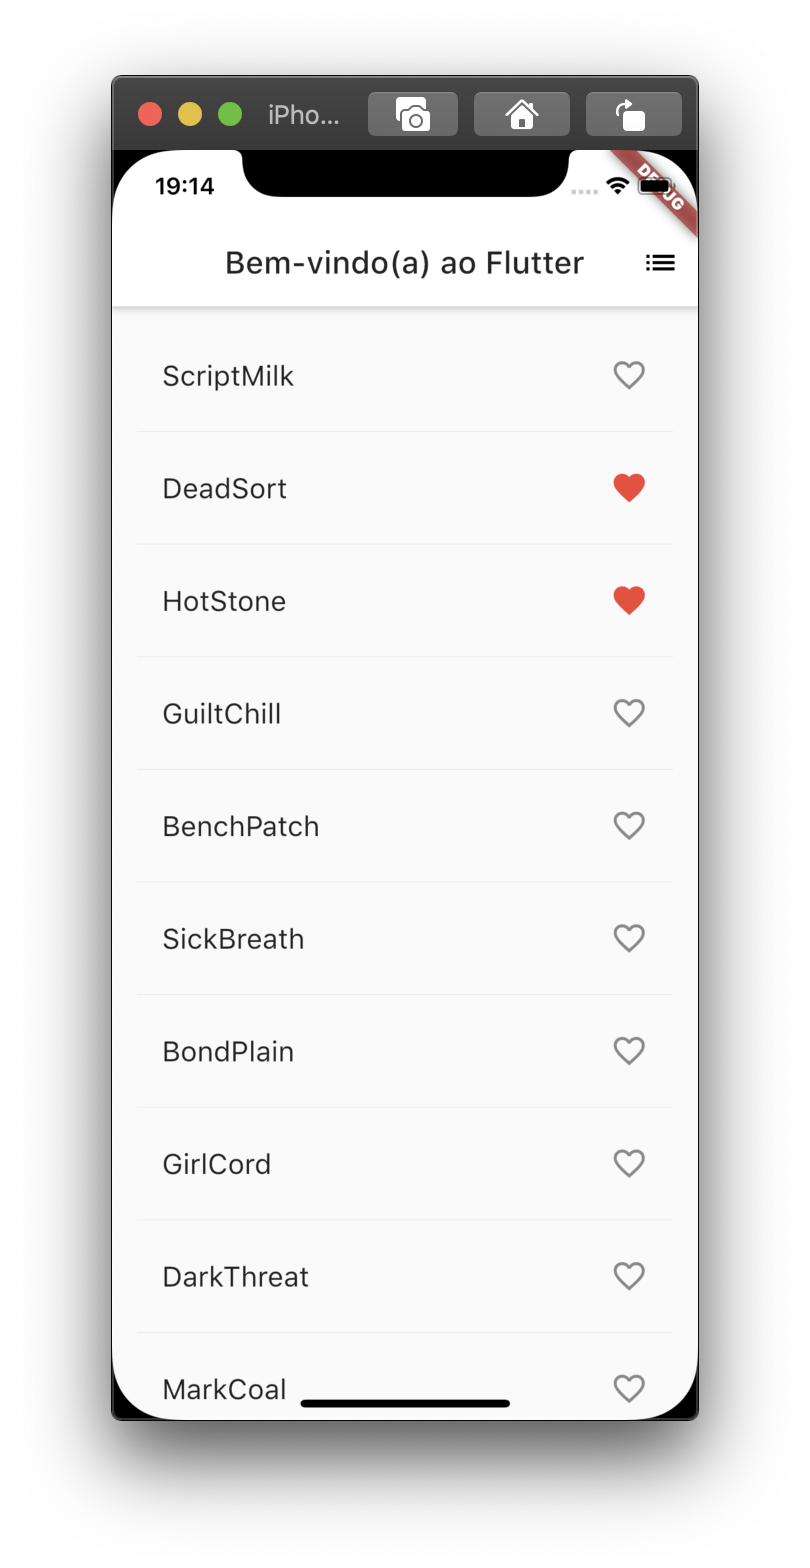 iPho...
19:14
DEBUG
Bem-vindo(a) ao Flutter
ScriptMilk
DeadSort
HotStone
GuiltChill
BenchPatch
SickBreath
BondPlain
GirlCord
DarkThreat
MarkCoal